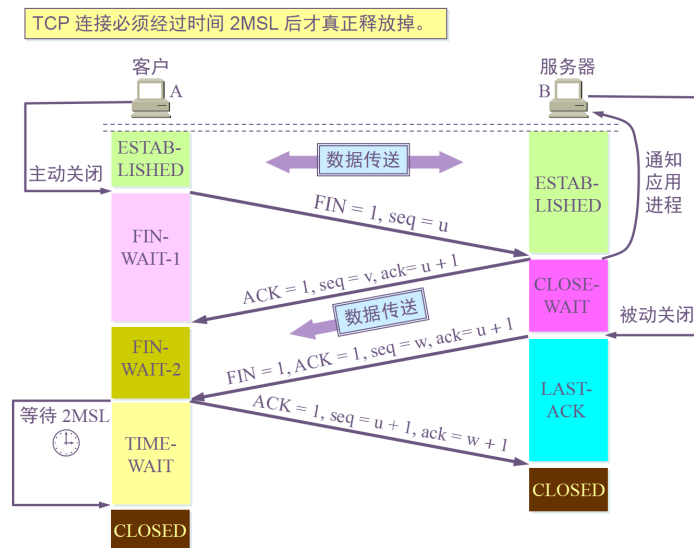 TCP 连接必须经过时间 2MSL 后才真正释放掉。
客户
服务器
A
B
ESTAB-
LISHED
数据传送
通知
应用
进程
主动关闭
ESTAB-
LISHED
FIN = 1, seq = u
FIN-
WAIT-1
ACK = 1, seq = v, ack= u + 1
CLOSE-
WAIT
数据传送
被动关闭
FIN = 1, ACK = 1, seq = w, ack= u + 1
FIN-
WAIT-2
LAST-
ACK
等待 2MSL
ACK = 1, seq = u + 1, ack = w + 1
TIME-
WAIT
CLOSED
CLOSED